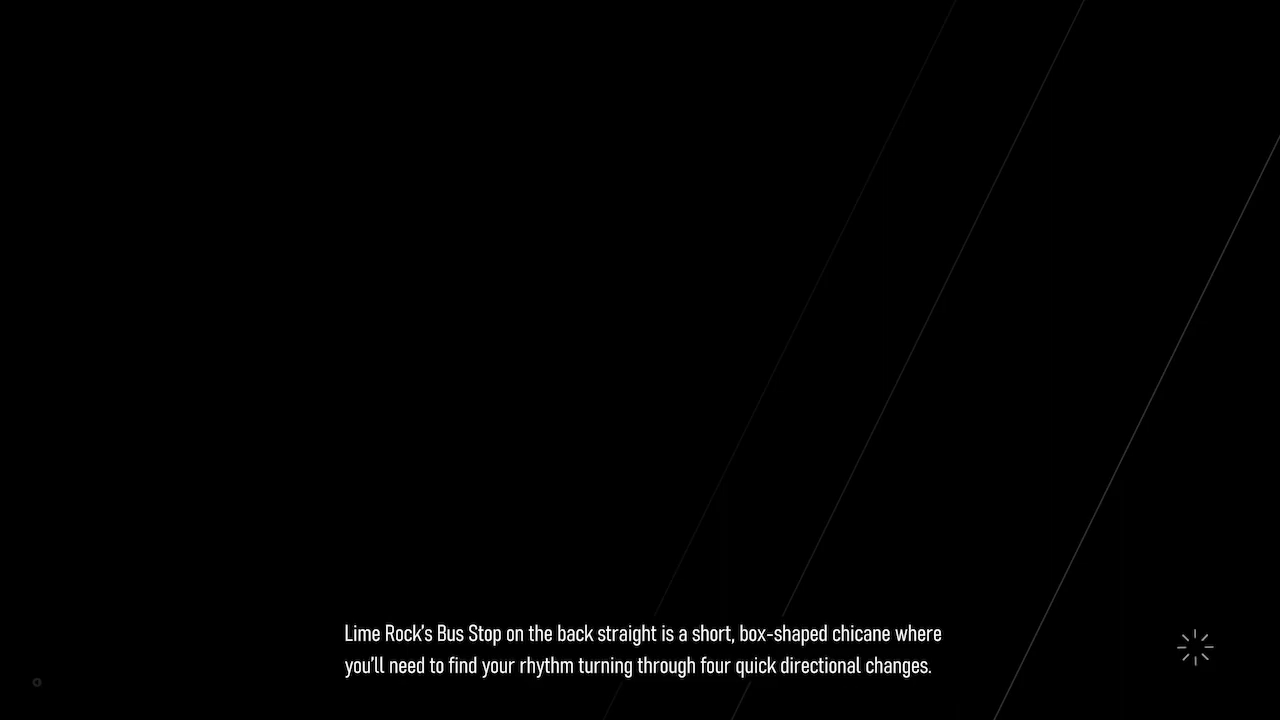 Lime Rock's Bus Stop on the back straight is a short, box-shaped chicane where
you'll need to find your rhythm turning through four quick directional changes.